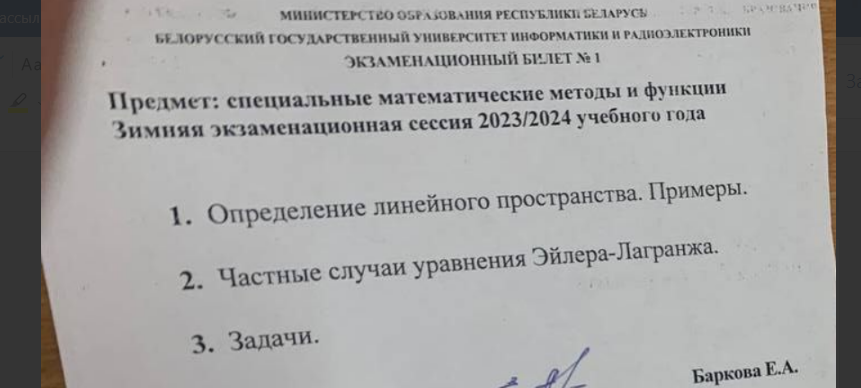 МИНИСТЕРСТВО ОБРАЗОВАНИЯ РЕСПУБЛИКИ БЕЛАРУСЬ
БЕЛОРУССКИЙ ГОСУДАРСТВЕННЫЙ УНИВЕРСИТЕТ ИНФОРМАТИКИ И РАДИОЭЛЕКТРОНИКИ
ЭКЗАМЕНАЦИОННЫЙ БИЛЕТ № 1
Предмет: специальные математические методы и функции
Зимняя экзаменационная сессия 2023/2024 учебного года
1. Определение линейного пространства. Примеры.
2. Частные случаи уравнения Эйлера-Лагранжа.
3. Задачи.
Баркова Е.А.